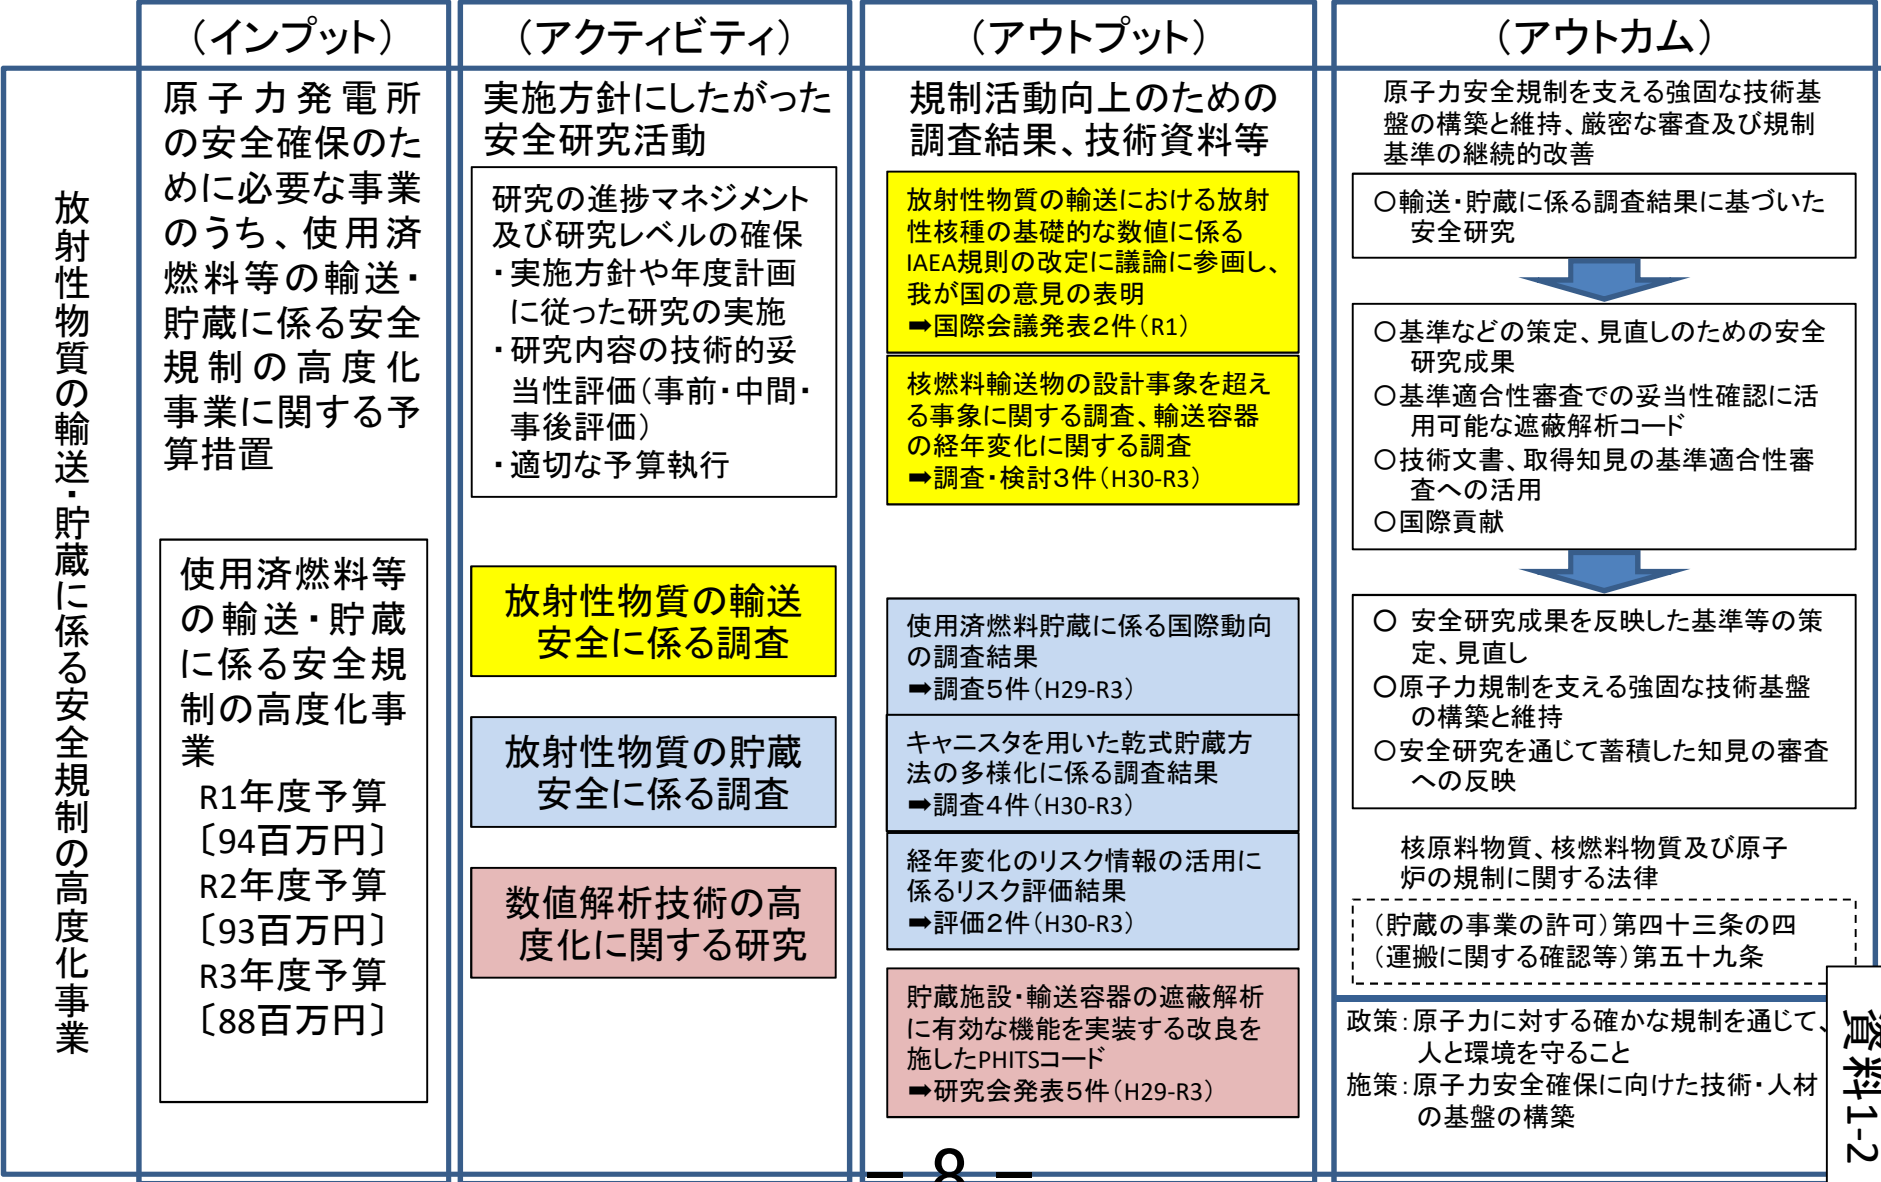 放射性物質の輸送・貯蔵に係る安全規制の高度化事業
（インプット）
原子力発電所
の安全確保のた
めに必要な事業
のうち、使用済
燃料等の輸送・
貯蔵に係る安全
規制の高度化
事業に関する予
算措置
使用済燃料等
の輸送・貯蔵
に係る安全規
制の高度化事
業
R1年度予算
〔94百万円〕
R2年度予算
〔93百万円〕
R3年度予算
〔88百万円〕
（アクティビティ）
実施方針にしたがった
安全研究活動
研究の進捗マネジメント
及び研究レベルの確保
・実施方針や年度計画
に従った研究の実施
・研究内容の技術的妥
当性評価（事前・中間・
事後評価）
・適切な予算執行
放射性物質の輸送
安全に係る調査
放射性物質の貯蔵
安全に係る調査
数値解析技術の高
度化に関する研究
（アウトプット）
規制活動向上のための
調査結果、技術資料等
放射性物質の輸送における放射
性核種の基礎的な数値に係る
IAEA規則の改定に議論に参画し、
我が国の意見の表明
➡国際会議発表２件（R1）
核燃料輸送物の設計事象を超え
る事象に関する調査、輸送容器
の経年変化に関する調査
➡調査・検討３件（H30-R3）
使用済燃料貯蔵に係る国際動向
の調査結果
➡調査５件（H29-R3）
キャニスタを用いた乾式貯蔵方
法の多様化に係る調査結果
➡調査４件（H30-R3）
経年変化のリスク情報の活用に
係るリスク評価結果
➡評価２件（H30-R3）
貯蔵施設・輸送容器の遮蔽解析
に有効な機能を実装する改良を
施したPHITSコード
➡研究会発表５件（H29-R3）
（アウトカム）
原子力安全規制を支える強固な技術基
盤の構築と維持、厳密な審査及び規制
基準の継続的改善
〇輸送・貯蔵に係る調査結果に基づいた
安全研究
〇基準などの策定、見直しのための安全
研究成果
〇基準適合性審査での妥当性確認に活
用可能な遮蔽解析コード
〇技術文書、取得知見の基準適合性審
査への活用
〇国際貢献
〇 安全研究成果を反映した基準等の策
定、見直し
〇原子力規制を支える強固な技術基盤
の構築と維持
〇安全研究を通じて蓄積した知見の審査
への反映
核原料物質、核燃料物質及び原子
炉の規制に関する法律
（貯蔵の事業の許可）第四十三条の四
（運搬に関する確認等）第五十九条
政策：原子力に対する確かな規制を通じて、
人と環境を守ること
施策：原子力安全確保に向けた技術・人材
の基盤の構築
資料1-2
– 8 –